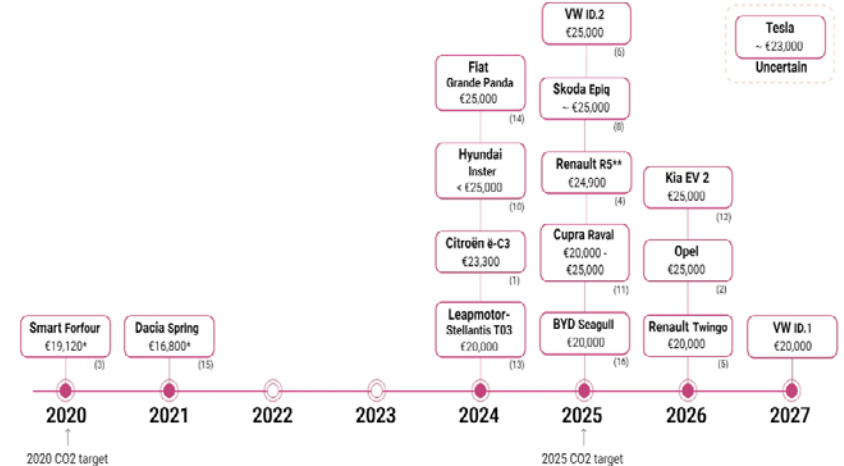 VW ID.2
€25,000
(6)
Tesla
~ €23,000
Uncertain
Fiat
Grande Panda
€25,000
(14)
Skoda Epiq
~ €25,000
(8)
Hyundai
Inster
< €25,000
(10)
Renault R5**
€24,900
(4)
Kia EV 2
€25,000
(12)
Citroën ë-C3
€23,300
(1)
Cupra Raval
€20,000 -
€25,000
(11)
Opel
€25,000
(2)
Smart Forfour
€19,120*
(3)
Dacia Spring
€16,800*
(15)
Leapmotor-
Stellantis T03
€20,000
(13)
BYD Seagull
€20,000
(16)
Renault Twingo
€20,000
(5)
VW ID.1
€20,000
2020 2021 2022 2023 2024 2025 2026 2027
2020 CO2 target
2025 CO2 target